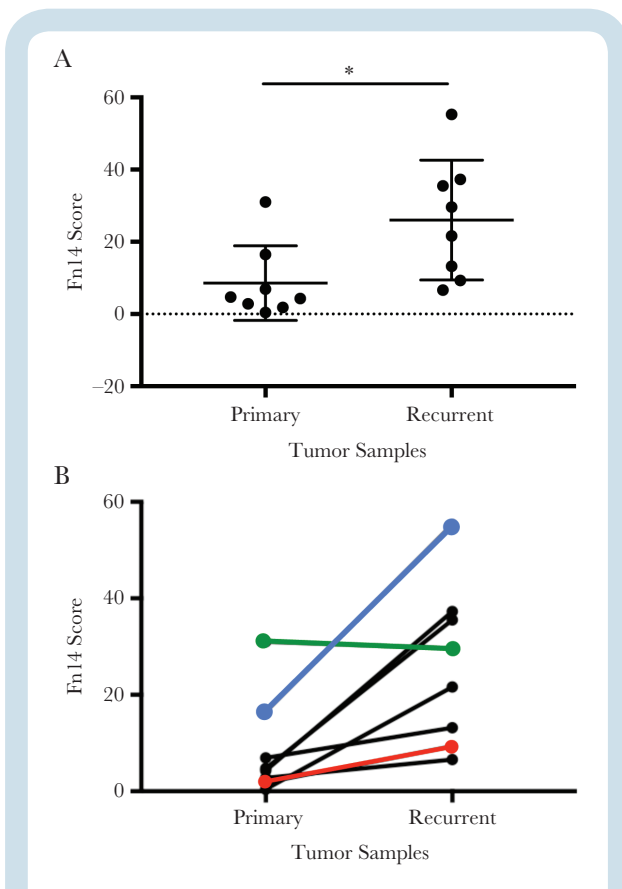 A
*
60
40
20
0
–20
Fn14 Score
Primary Recurrent
Tumor Samples
B
60
40
20
0
Fn14 Score
Primary Recurrent
Tumor Samples